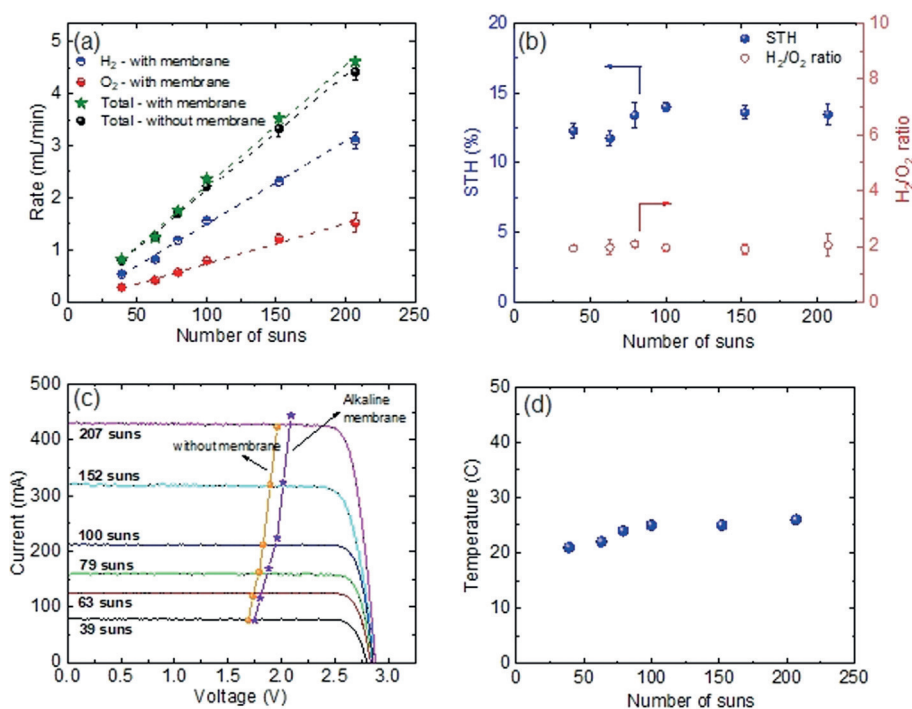 (a)
H2 - with membrane
O2 - with membrane
Total - with membrane
Total - without membrane
5
4
3
2
1
0
Rate (mL/min)
0 50 100 150 200 250
Number of suns
(b)
STH
H2/O2 ratio
20
15
10
5
0
STH (%)
10
8
6
4
2
0
H2/O2 ratio
0 50 100 150 200
Number of suns
(c)
Alkaline
membrane
without membrane
207 suns
152 suns
100 suns
79 suns
63 suns
39 suns
500
400
300
200
100
0
Current (mA)
0.0 0.5 1.0 1.5 2.0 2.5 3.0
Voltage (V)
(d)
50
40
30
20
10
0
Temperature (C)
0 50 100 150 200 250
Number of suns